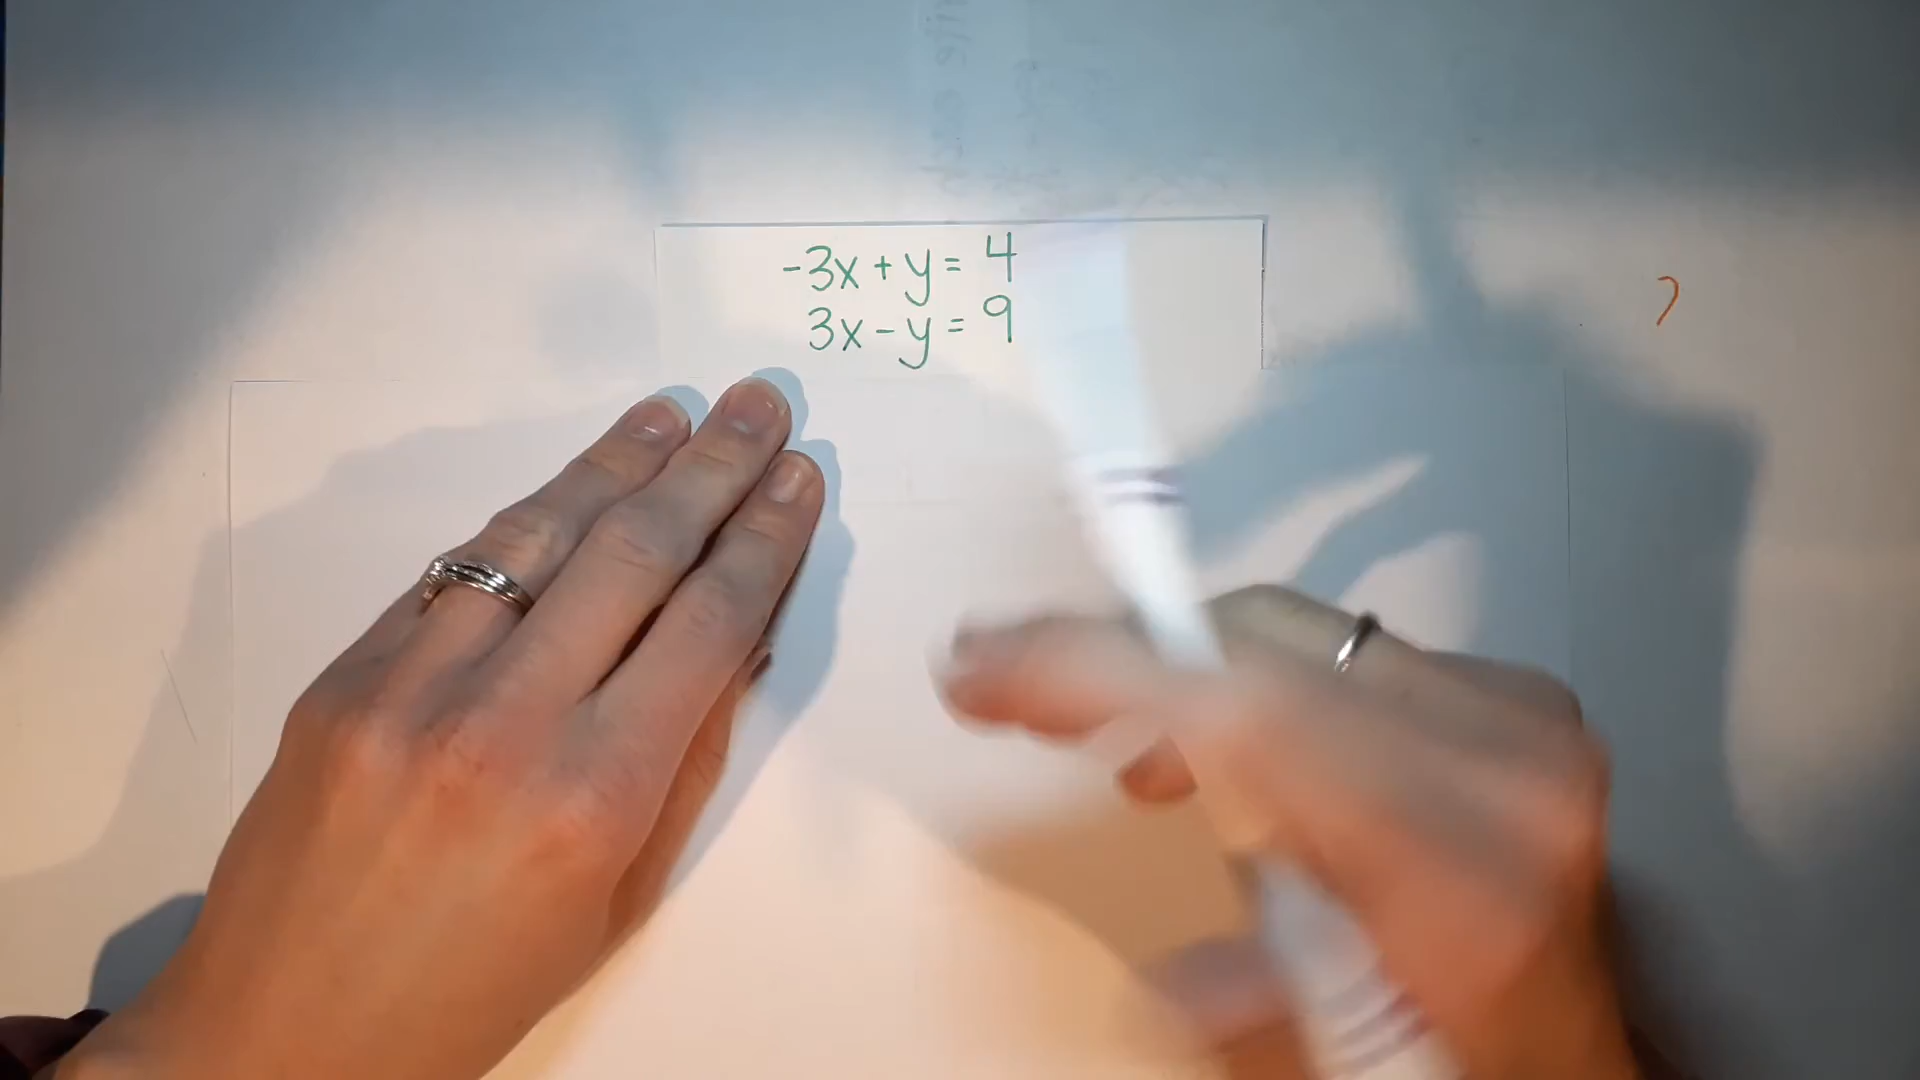 -3x + y = 4
3x - y = 9